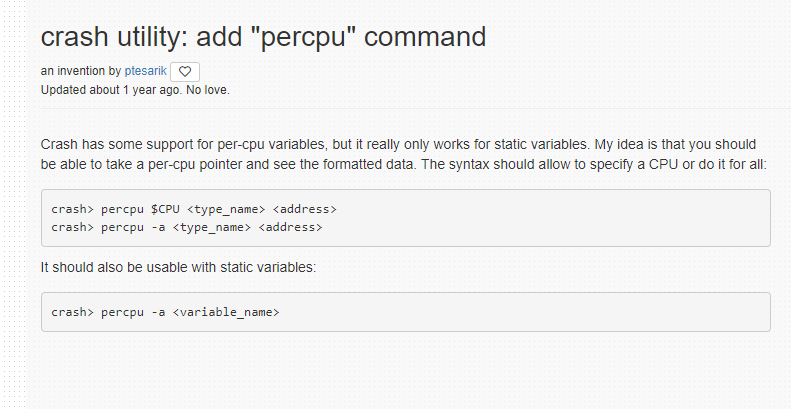 crash utility: add "percpu" command
an invention by ptesarik
Updated about 1 year ago. No love.
Crash has some support for per-cpu variables, but it really only works for static variables. My idea is that you should
be able to take a per-cpu pointer and see the formatted data. The syntax should allow to specify a CPU or do it for all:
crash> percpu $CPU <type_name> <address>
crash> percpu -a <type_name> <address>
It should also be usable with static variables:
crash> percpu -a <variable_name>